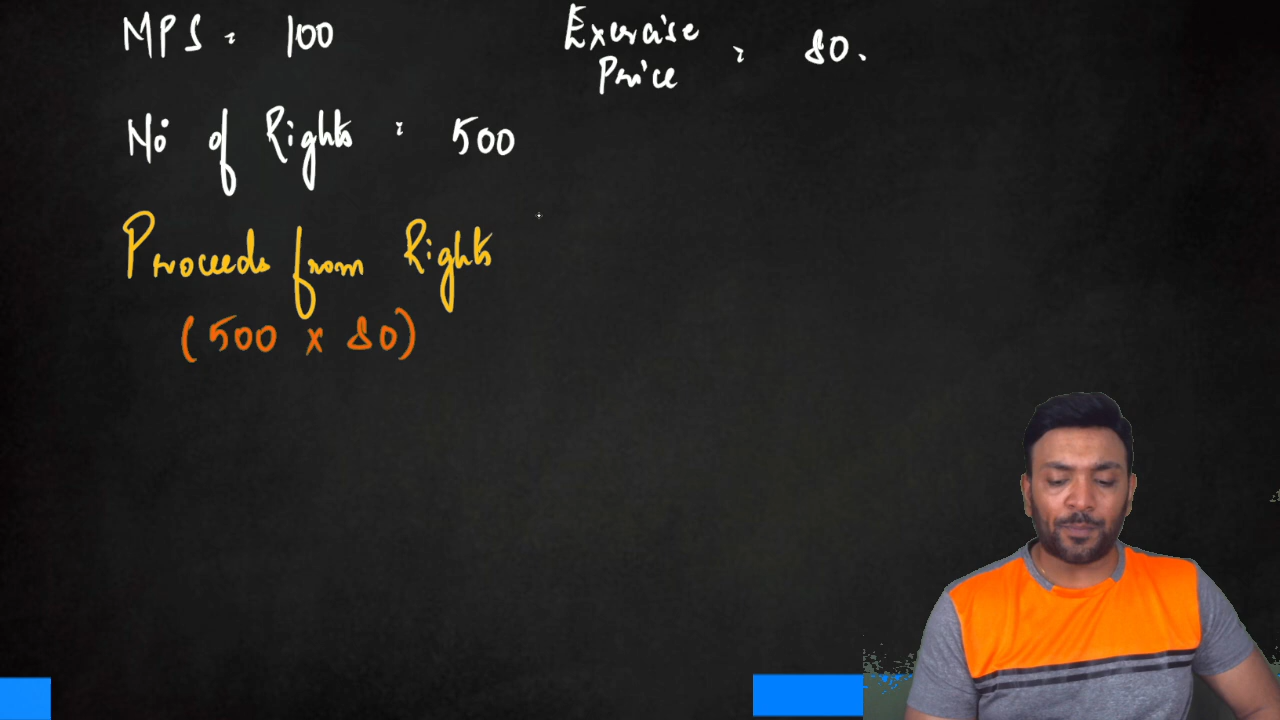 MPS = 100
Exercise
Price = 80.
No of Rights = 500
Proceeds from Rights
(500 x 80)